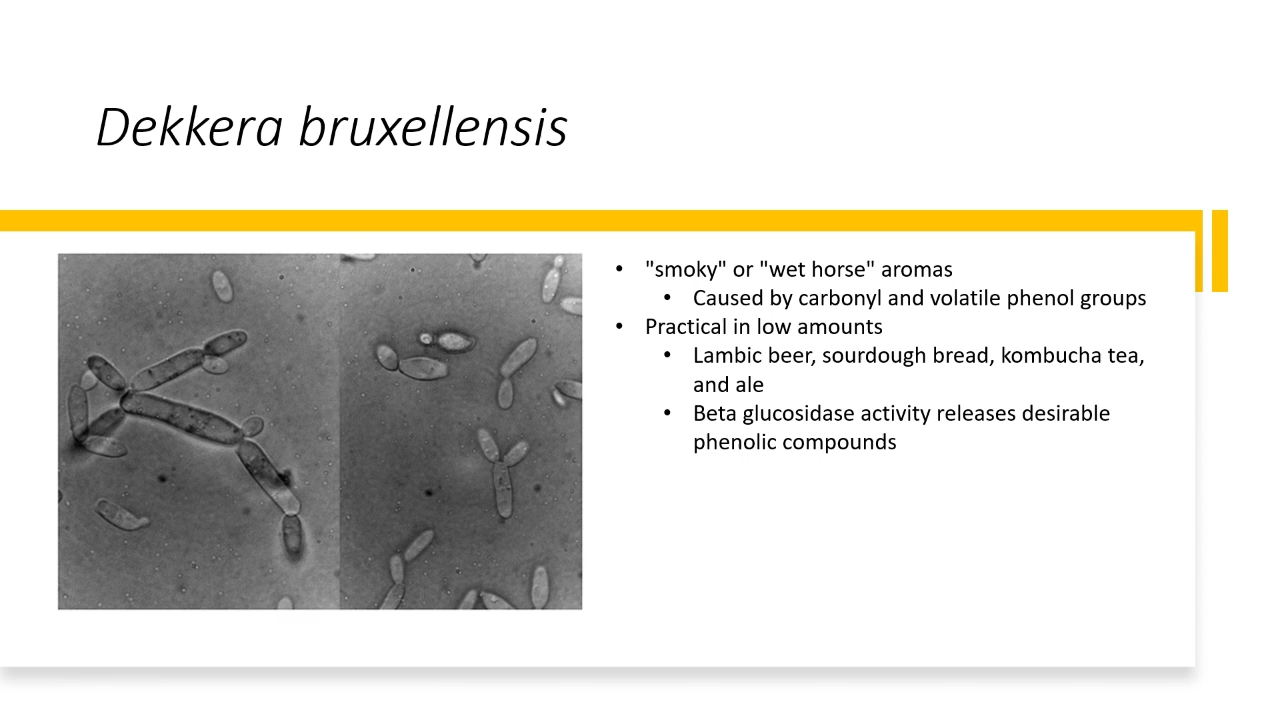 Dekkera bruxellensis
• "smoky" or "wet horse" aromas
• Caused by carbonyl and volatile phenol groups
• Practical in low amounts
• Lambic beer, sourdough bread, kombucha tea,
and ale
• Beta glucosidase activity releases desirable
phenolic compounds